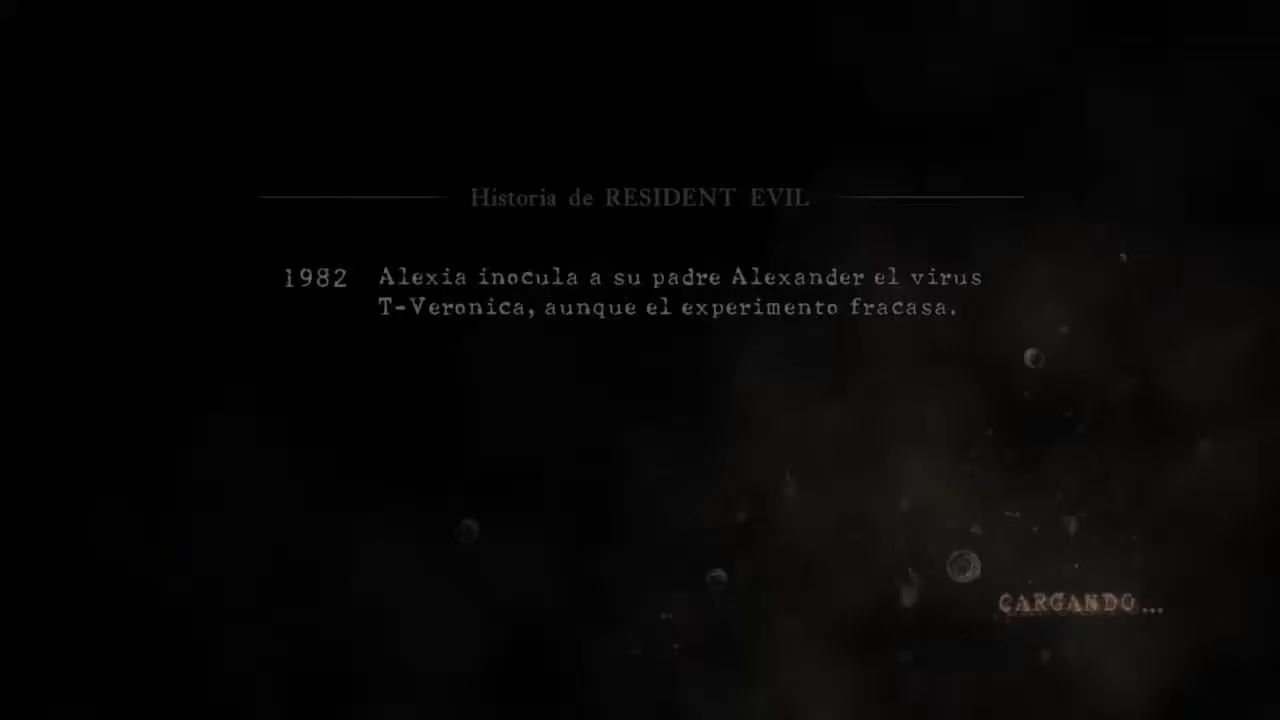 Historia de RESIDENT EVIL
1982 Alexia inocula a su padre Alexander el virus
T-Veronica, aunque el experimento fracasa.
CARGANDO...